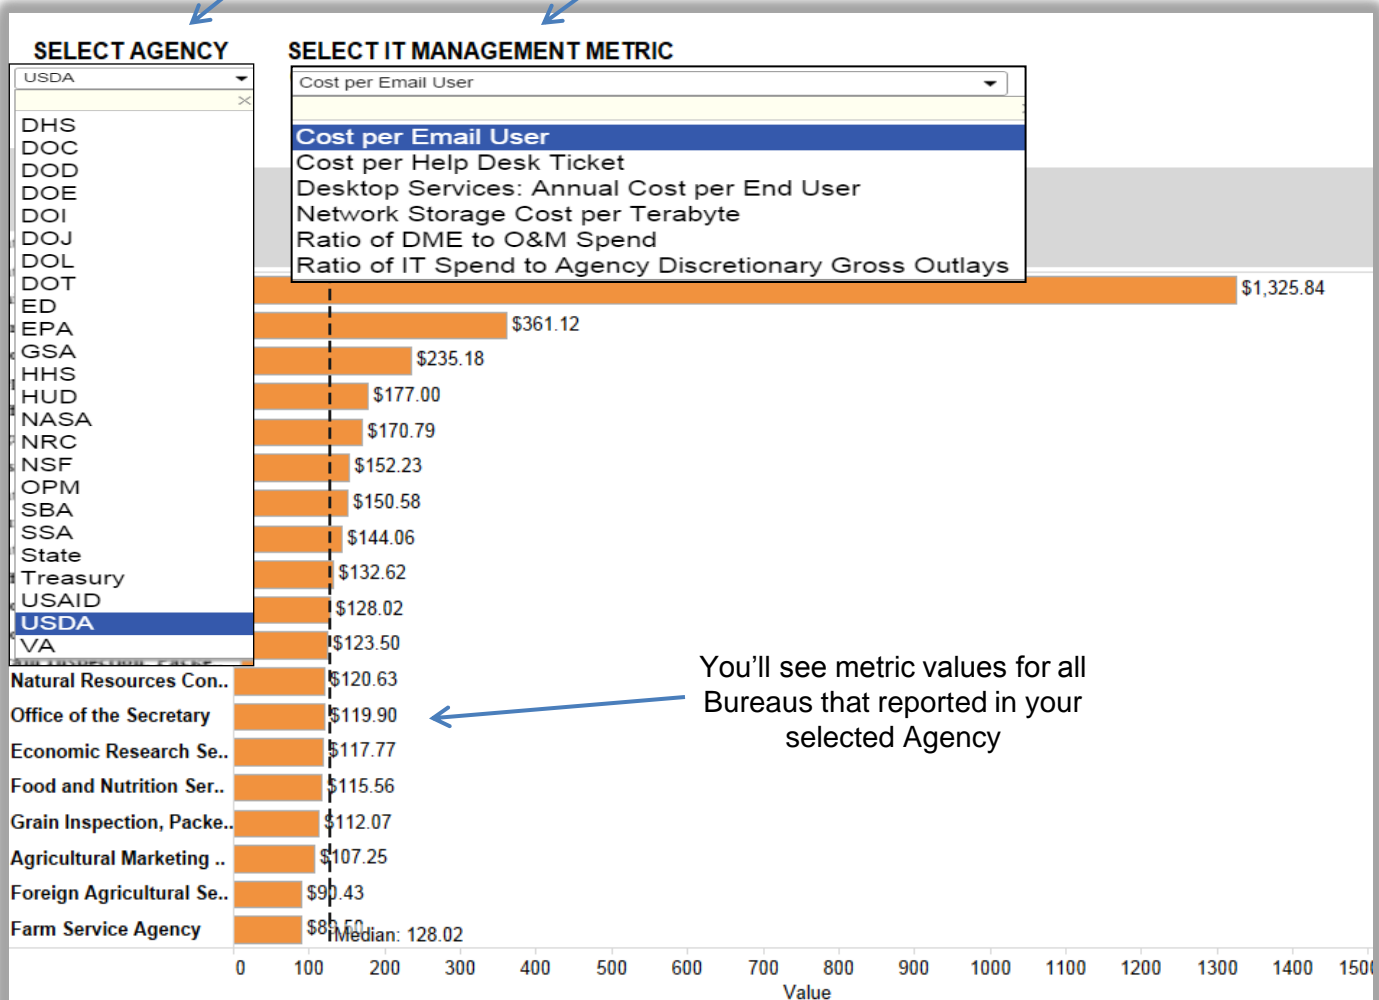 SELECT AGENCY
SELECT IT MANAGEMENT METRIC
USDA
Cost per Email User
DHS
DOC
DOD
DOE
DOI
DOJ
DOL
DOT
ED
EPA
GSA
HHS
HUD
NASA
NRC
NSF
OPM
SBA
SSA
State
Treasury
USAID
USDA
VA
Cost per Email User
Cost per Help Desk Ticket
Desktop Services: Annual Cost per End User
Network Storage Cost per Terabyte
Ratio of DME to O&M Spend
Ratio of IT Spend to Agency Discretionary Gross Outlays
$1,325.84
$361.12
$235.18
$177.00
$170.79
$152.23
$150.58
$144.06
$132.62
$128.02
$123.50
Natural Resources Con.. $120.63
Office of the Secretary $119.90
Economic Research Se.. $117.77
Food and Nutrition Ser.. $115.56
Grain Inspection, Packe.. $112.07
Agricultural Marketing .. $107.25
Foreign Agricultural Se.. $90.43
Farm Service Agency
Median: 128.02
You'll see metric values for all
Bureaus that reported in your
selected Agency
0 100 200 300 400 500 600 700 800 900 1000 1100 1200 1300 1400
Value